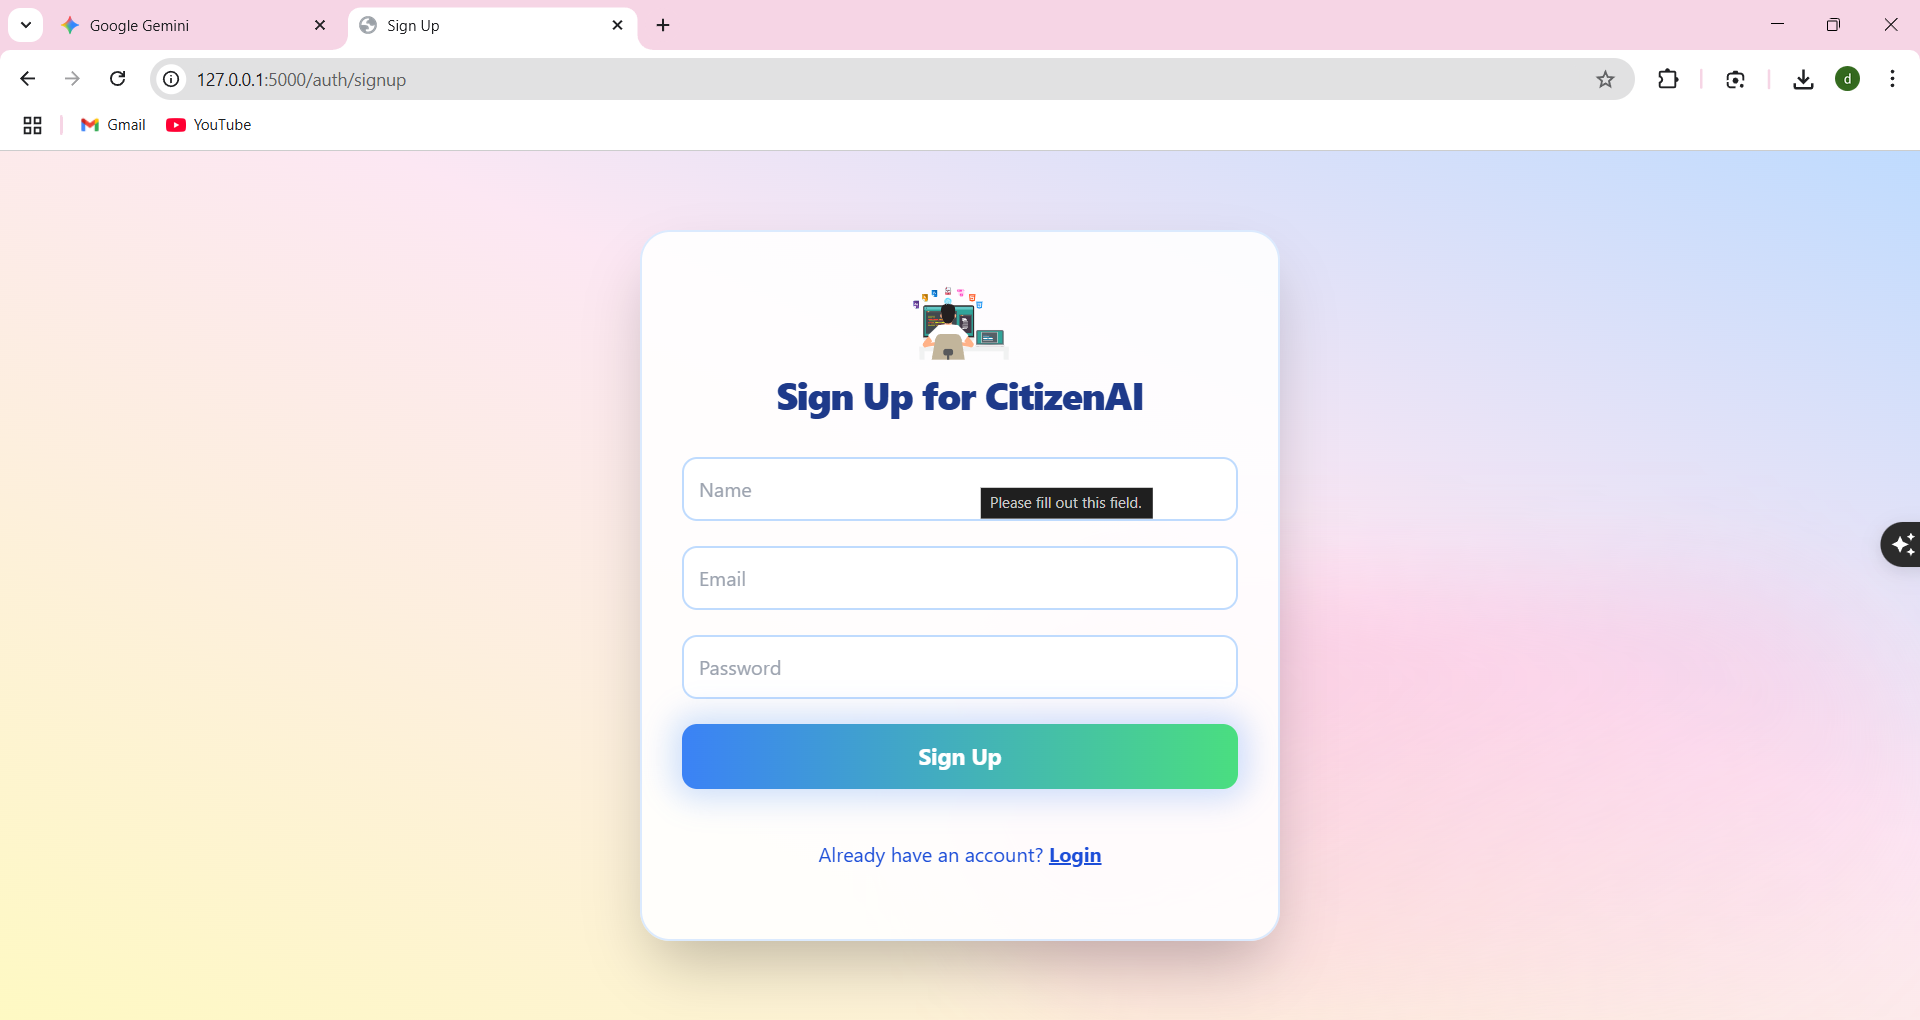 Google Gemini
Sign Up
127.0.0.1:5000/auth/signup
d
Gmail
YouTube
Sign Up for CitizenAI
Name
Please fill out this field.
Email
Password
Sign Up
Already have an account? Login